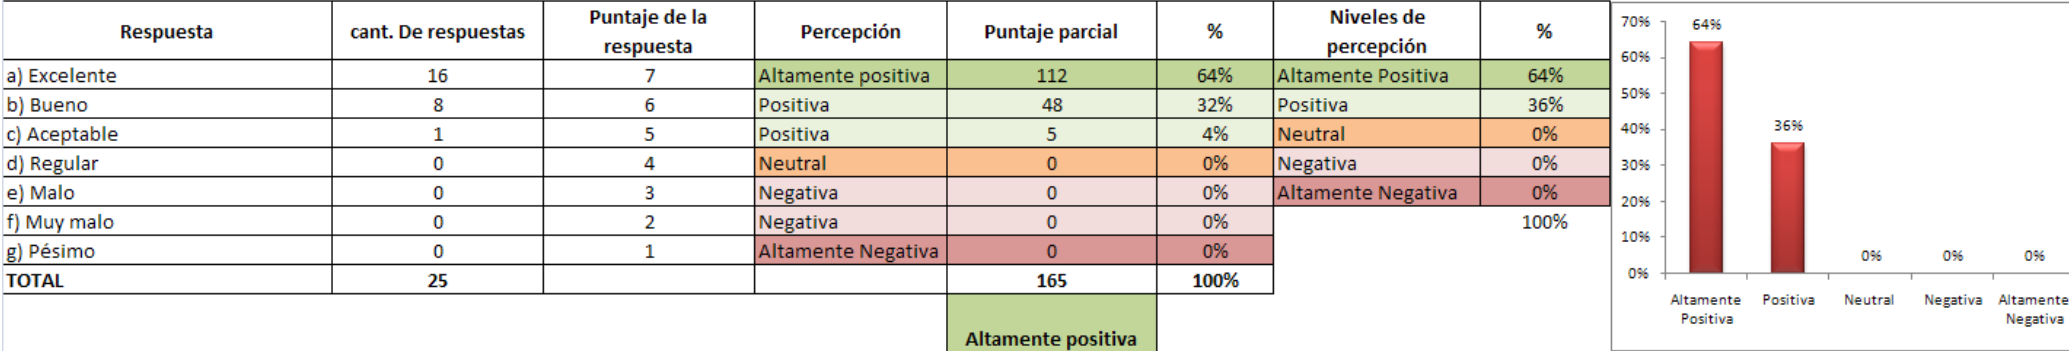 Respuesta cant. De respuestas Puntaje de la respuesta Percepción Puntaje parcial % Niveles de percepción %
a) Excelente 16 7 Altamente positiva 112 64% Altamente Positiva 64%
b) Bueno 8 6 Positiva 48 32% Positiva 36%
c) Aceptable 1 5 Positiva 5 4% Neutral 0%
d) Regular 0 4 Neutral 0 0% Negativa 0%
e) Malo 0 3 Negativa 0 0% Altamente Negativa 0%
f) Muy malo 0 2 Negativa 0 0% 100%
g) Pésimo 0 1 Altamente Negativa 0 0%
TOTAL 25 165 100%
Altamente positiva
70%
60%
50%
40%
30%
20%
10%
0%
64%
36%
0%
0%
0%
Altamente Positiva
Positiva
Neutral
Negativa
Altamente Negativa